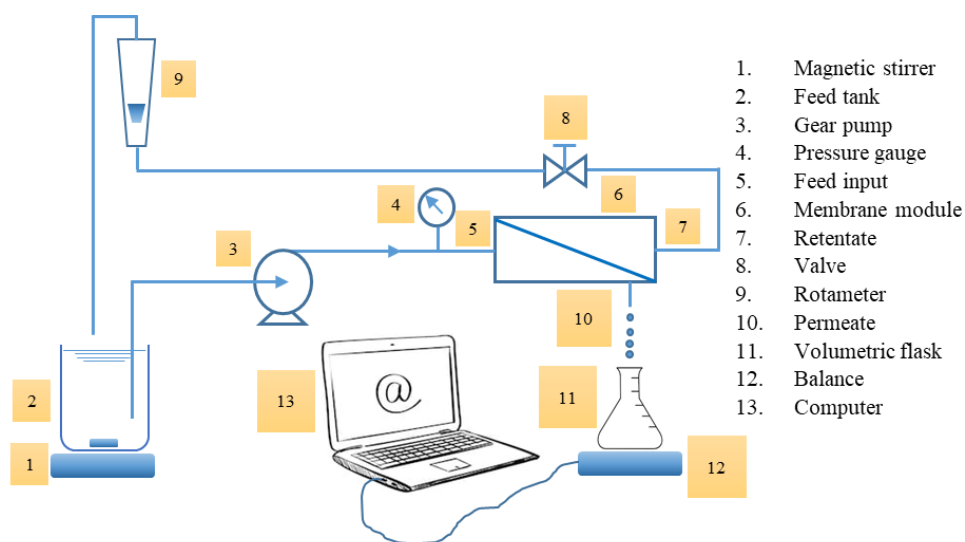 9
8
6
4
5
7
3
10
2
13
11
1
12
@
1. Magnetic stirrer
2. Feed tank
3. Gear pump
4. Pressure gauge
5. Feed input
6. Membrane module
7. Retentate
8. Valve
9. Rotameter
10. Permeate
11. Volumetric flask
12. Balance
13. Computer